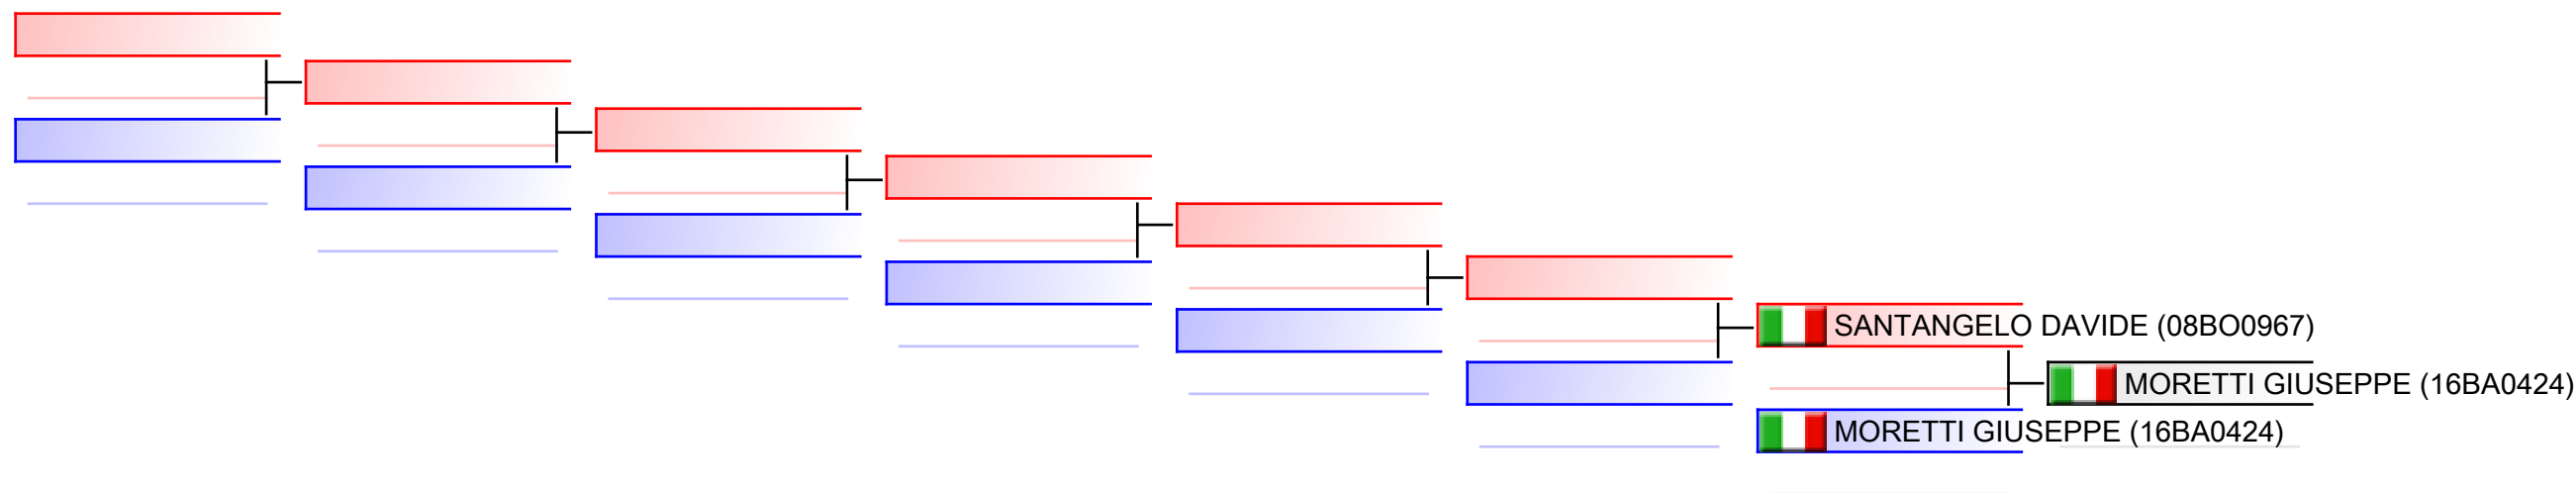 SANTANGELO DAVIDE (08BO0967)
MORETTI GIUSEPPE (16BA0424)
MORETTI GIUSEPPE (16BA0424)